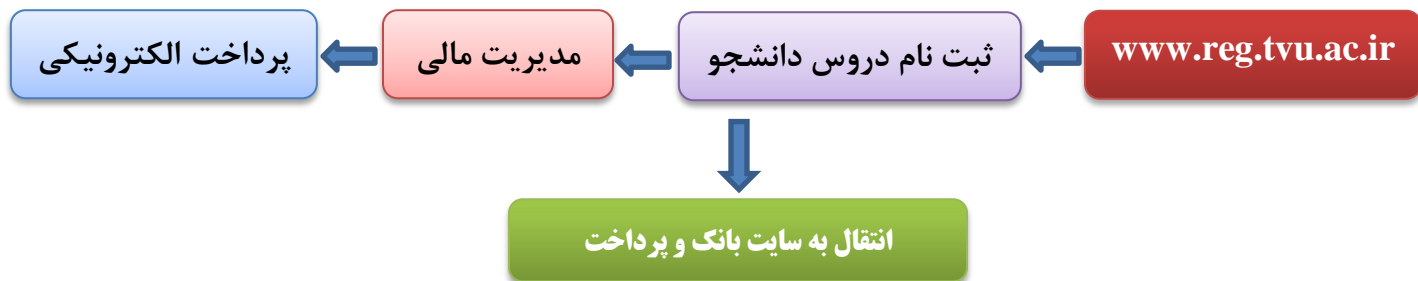 www.reg.tvu.ac.ir
ثبت نام دروس دانشجو
مدیریت مالی
پرداخت الکترونیکی
انتقال به سایت بانک و پرداخت